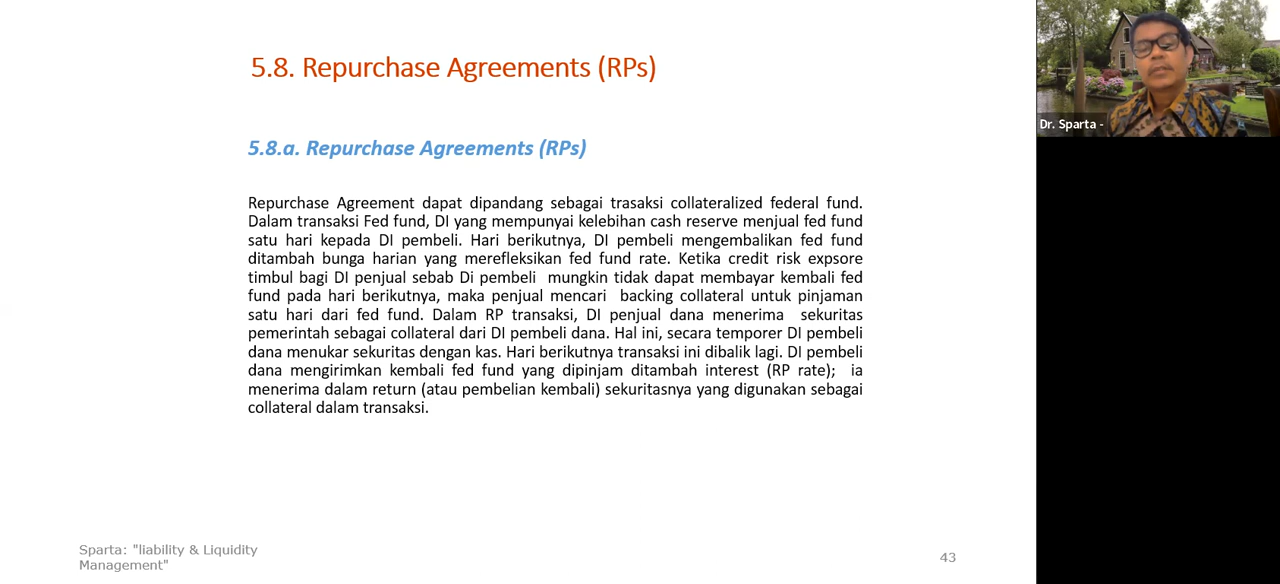 5.8. Repurchase Agreements (RPs)
5.8.a. Repurchase Agreements (RPs)
Repurchase Agreement dapat dipandang sebagai trasaksi collateralized federal fund.
Dalam transaksi Fed fund, DI yang mempunyai kelebihan cash reserve menjual fed fund
satu hari kepada DI pembeli. Hari berikutnya, DI pembeli mengembalikan fed fund
ditambah bunga harian yang merefleksikan fed fund rate. Ketika credit risk expsore
timbul bagi DI penjual sebab Di pembeli mungkin tidak dapat membayar kembali fed
fund pada hari berikutnya, maka penjual mencari backing collateral untuk pinjaman
satu hari dari fed fund. Dalam RP transaksi, DI penjual dana menerima sekuritas
pemerintah sebagai collateral dari DI pembeli dana. Hal ini, secara temporer DI pembeli
dana menukar sekuritas dengan kas. Hari berikutnya transaksi ini dibalik lagi. DI pembeli
dana mengirimkan kembali fed fund yang dipinjam ditambah interest (RP rate); ia
menerima dalam return (atau pembelian kembali) sekuritasnya yang digunakan sebagai
collateral dalam transaksi.
Sparta: "liability & Liquidity
Management"
43
Dr. Sparta -